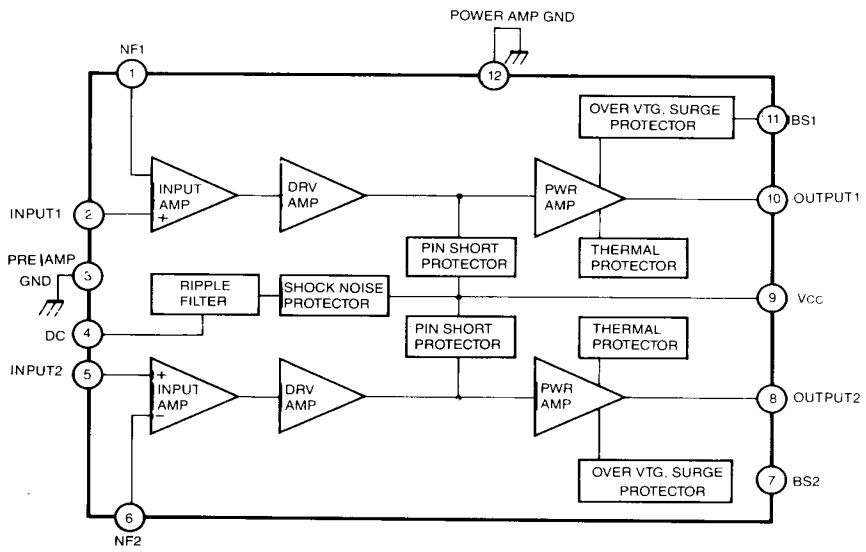 POWER AMP GND
NF1
1
12
OVER VTG. SURGE
PROTECTOR
11
BS1
INPUT
AMP
+
DRV
AMP
PWR
AMP
INPUT1
2
10
OUTPUT1
PIN SHORT
PROTECTOR
THERMAL
PROTECTOR
PRE AMP
GND
3
RIPPLE
FILTER
SHOCK NOISE
PROTECTOR
9
VCC
DC
4
PIN SHORT
PROTECTOR
THERMAL
PROTECTOR
INPUT2
5
+
INPUT
AMP
−
DRV
AMP
PWR
AMP
8
OUTPUT2
OVER VTG. SURGE
PROTECTOR
7
BS2
6
NF2